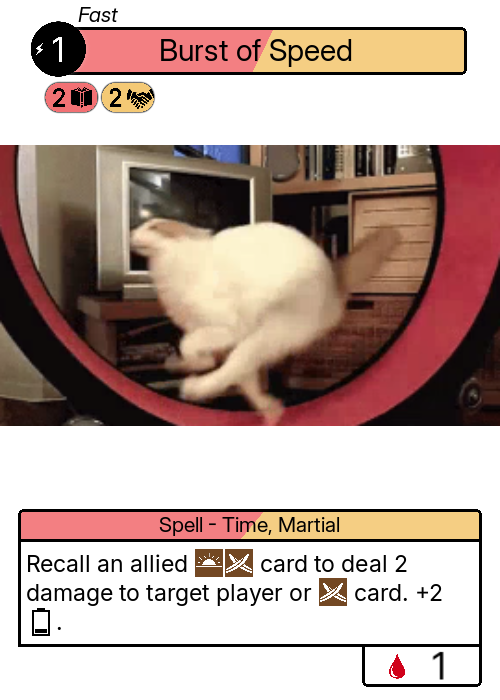 Fast
1
Burst of Speed
2 2
Spell - Time, Martial
Recall an allied card to deal 2
damage to target player or card. +2
.
1